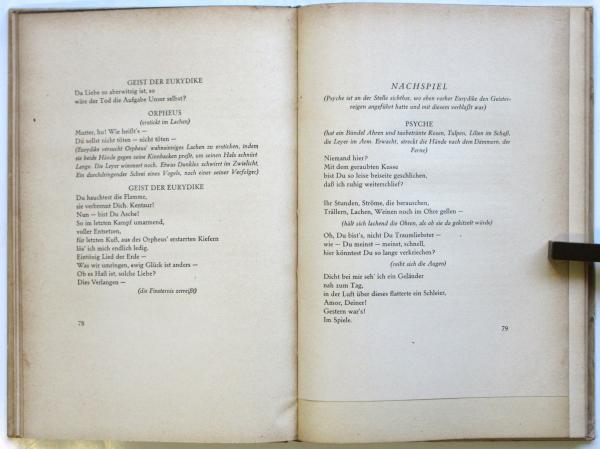 GEIST DER EURYDIKE
Da Liebe so aberwitzig ist, so
wäre der Tod die Aufgabe Unser selbst?
ORPHEUS
(erstickt im Lachen)
Matter, ha! Wie heißt's —
Du selbst nicht töten — nicht töten —
(Eurydike versucht Orpheus' wahnsinniges Lachen zu ersticken, indem
sie beide Hände gegen seine Kinnbacken preßt, um seinen Hals schnürt
Lange. Die Leyer wimmert noch. Etwas Dunkles schwirrt im Zwielicht,
Ein durchdringender Schrei eines Vogels, noch einer seiner Verfolger)
GEIST DER EURYDIKE
Du hauchtest die Flamme,
sie verbrennt Dich. Kentaur!
Nun — bist Du Asche!
So im letzten Kampf umarmend,
voller Entsetzen,
für letzten Kuß, aus des Orpheus' erstarrten Kiefern
lös' ich mich endlich ledig.
Eintönig Lied der Erde —
Was wir umringen, ewig Glück ist anders —
Ob es Haß ist, solche Liebe?
Dies Verlangen —
(die Finsternis zerreißt)
78
NACHSPIEL
(Psyche ist an der Stelle sichtbar, wo eben vorher Eurydike den Geister-
reigen angeführt hatte und mit diesem verblaßt war)
PSYCHE
(hat ein Bündel Ähren und taubetränte Rosen, Tulpen, Lilien im Schoß,
die Leyer im Arm. Erwacht, streckt die Hände nach dem Dämmern, der
Ferne)
Niemand hier?
Mit dem geraubten Kusse
bist Du so leise beiseite geschlichen,
daß ich ruhig weiterschlief?
Ihr Stunden, Ströme, die berauschen,
Trällern, Lachen, Weinen noch im Ohre gellen —
(hält sich lachend die Ohren, als ob sie da gekitzelt würde)
Oh, Du bist's, nicht Du Traumliebster —
wie — Du meinst — meinst, schnell,
hier könntest Du so lange verkriechen?
(reibt sich die Augen)
Dicht bei mir seh' ich ein Geländer
nah zum Tag,
in der Luft über dieses flatterte ein Schleier,
Amor, Deiner!
Gestern war's!
Im Spiele.
79